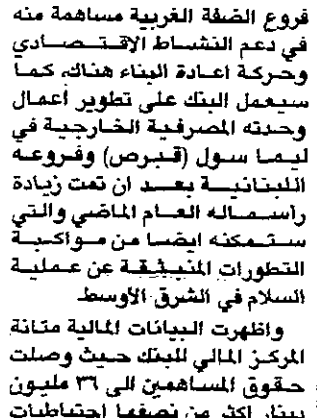 فروع الضفة الغربية مساهمة منه
في دعم النشاط الاقتصادي
وحركة اعادة البناء هناك، كما
سيعمل البنك على تطوير أعمال
وحدته المصرفية الخارجية في
ليما سول (قبرص) وفروعه
اللبنانية بعد ان تمت زيادة
راسماله العام الماضي والتي
ستمكنه ايضا من مواكبة
التطورات المنبثقة عن عملية
السلام في الشرق الأوسط.
واظهرت البيانات المالية متانة
المركز المالي للبنك حيث وصلت
حقوق المساهمين الى ٣٦ مليون
دينار اكثر من نصفها احتياطيات